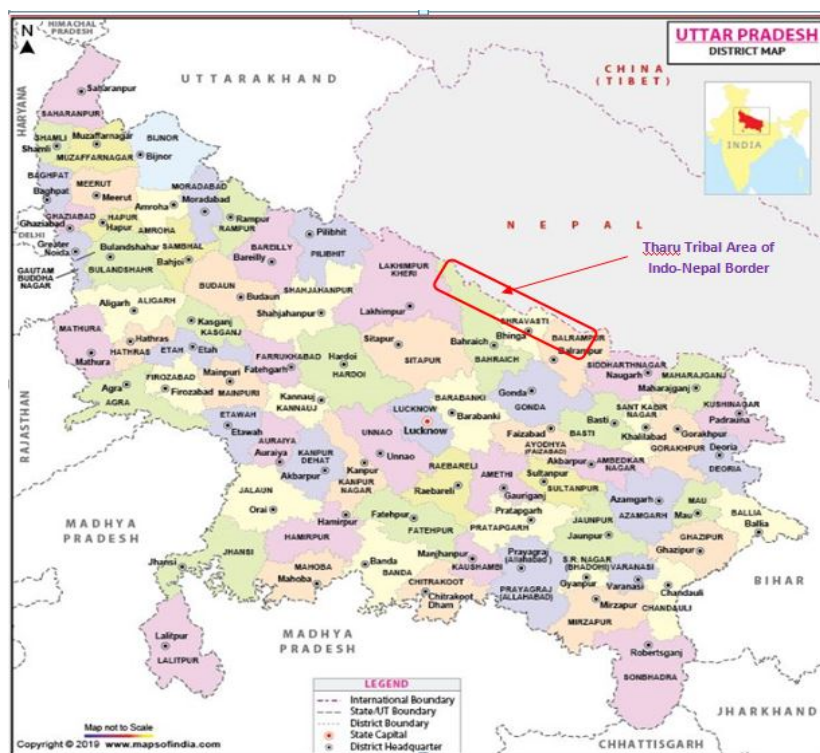 HIMACHAL
PRADESH
N
UTTAR PRADESH
DISTRICT MAP
UTTARAKHAND
CHINA
(TIBET)
INDIA
HARYANA
Saharanpur
SAHARANPUR
SHAMLI
Shamli
Muzaffarnagar
MUZAFFARNAGAR
BIJNOR
Bijnor
BAGHPAT
Baghpat
MEERUT
Meerut
MORADABAD
Moradabad
Amroha
AMROHA
Rampur
RAMPUR
GHAZIABAD
Ghaziabad
HAPUR
Hapur
DELHI
Greater
Noida
GAUTAM
BUDDHA
NAGAR
Bulandshahar
BULANDSHAHR
SAMBHAL
Bahjoi
BAREILLY
Bareilly
Pilibhit
PILIBHIT
NEPAL
Tharu Tribal Area of
Indo-Nepal Border
LAKHIMPUR
KHERI
Lakhimpur
BUDAUN
Budaun
SHAHJAHANPUR
Shahjahanpur
Aligarh
ALIGARH
Kasganj
KASGANJ
MATHURA
Mathura
Hathras
HATHRAS
ETAH
Etah
FARRUKHABAD
Fatehgarh
Hardoi
HARDOI
Sitapur
SITAPUR
SHRAVASTI
Bhinga
Bahraich
BAHRAICH
BALRAMPUR
Balrampur
SIDDHARTHNAGAR
Naugarh
MAHARAJGANJ
Maharajganj
KUSHINAGAR
Padrauna
Agra
AGRA
FIROZABAD
Firozabad
Mainpuri
MAINPURI
Kannauj
KANNAUJ
BARABANKI
Barabanki
Gonda
GONDA
SANT KABIR
NAGAR
Khalilabad
Basti
BASTI
Gorakhpur
GORAKHPUR
Deoria
DEORIA
RAJASTAN
ETAWAH
Etawah
AURAIYA
Auraiya
KANPUR
DEHAT
Akbarpur
UNNAO
Unnao
LUCKNOW
Lucknow
Faizabad
AYODHYA
(FAIZABAD)
Akbarpur
AMBEDKAR
NAGAR
Kanpur
KANPUR
NAGAR
RAEBARELI
Raebareli
AMETHI
Gauriganj
Sultanpur
SULTANPUR
Azamgarh
AZAMGARH
MAU
Mau
BALLIA
Ballia
JALAUN
Orai
Hamirpur
HAMIRPUR
Fatehpur
FATEHPUR
Pratapgarh
PRATAPGARH
JAUNPUR
Jaunpur
GHAZIPUR
Ghazipur
MADHYA
PRADESH
Jhansi
JHANSI
MAHOBA
Mahoba
Banda
BANDA
Manjhanpur
KAUSHAMBI
CHITRAKOOT
Chitrakoot
Dham
Prayagraj
(Allahabad)
PRAYAGRAJ
(ALLAHABAD)
S.R. NAGAR
(BHADOHI)
Gyanpur
VARANASI
Varanasi
Chandauli
CHANDAULI
BIHAR
Mirzapur
MIRZAPUR
Lalitpur
LALITPUR
MADHYA
PRADESH
Robertsganj
SONBHADRA
JHARKHAND
CHHATTISGARH
LEGEND
International Boundary
State/UT Boundary
District Boundary
State Capital
District Headquarter
Map not to Scale
Copyright © 2019 www.mapsofindia.com